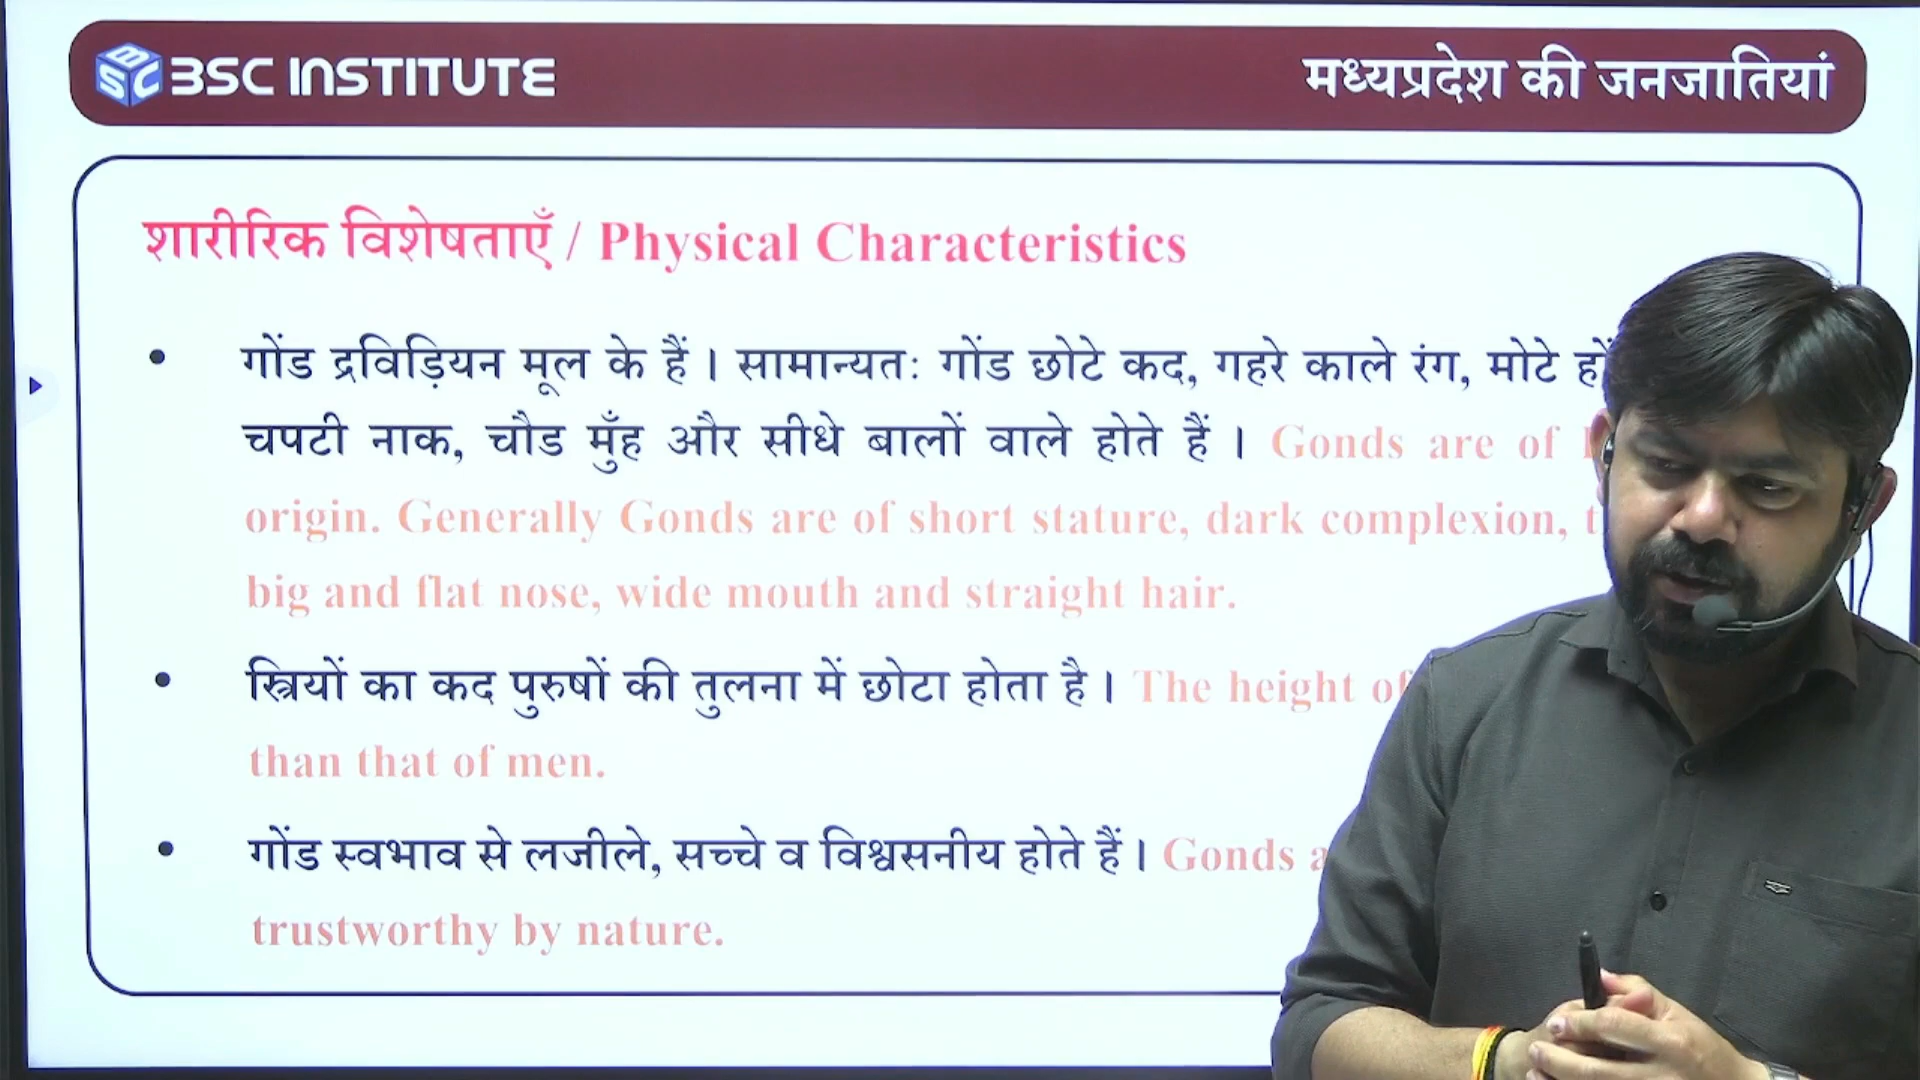 BSC
BSC INSTITUTE
मध्यप्रदेश की जनजातियां
शारीरिक विशेषताएँ / Physical Characteristics
• गोंड द्रविड़ियन मूल के हैं । सामान्यतः गोंड छोटे कद, गहरे काले रंग, मोटे
चपटी नाक, चौड मुँह और सीधे बालों वाले होते हैं । Gonds are of
origin. Generally Gonds are of short stature, dark complexion,
big and flat nose, wide mouth and straight hair.
• स्त्रियों का कद पुरुषों की तुलना में छोटा होता है । The height of
than that of men.
• गोंड स्वभाव से लजीले, सच्चे व विश्वसनीय होते हैं । Gonds
trustworthy by nature.